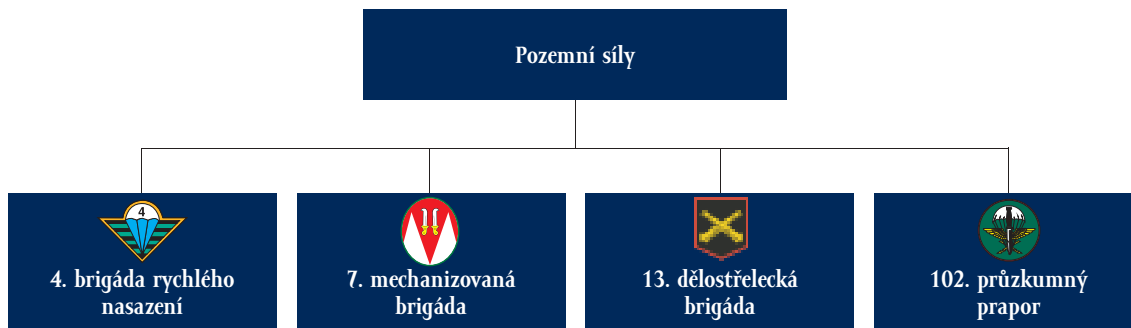 Pozemní síly
4
4. brigáda rychlého
nasazení
7. mechanizovaná
brigáda
13. dělostřelecká
brigáda
102. průzkumný
prapor